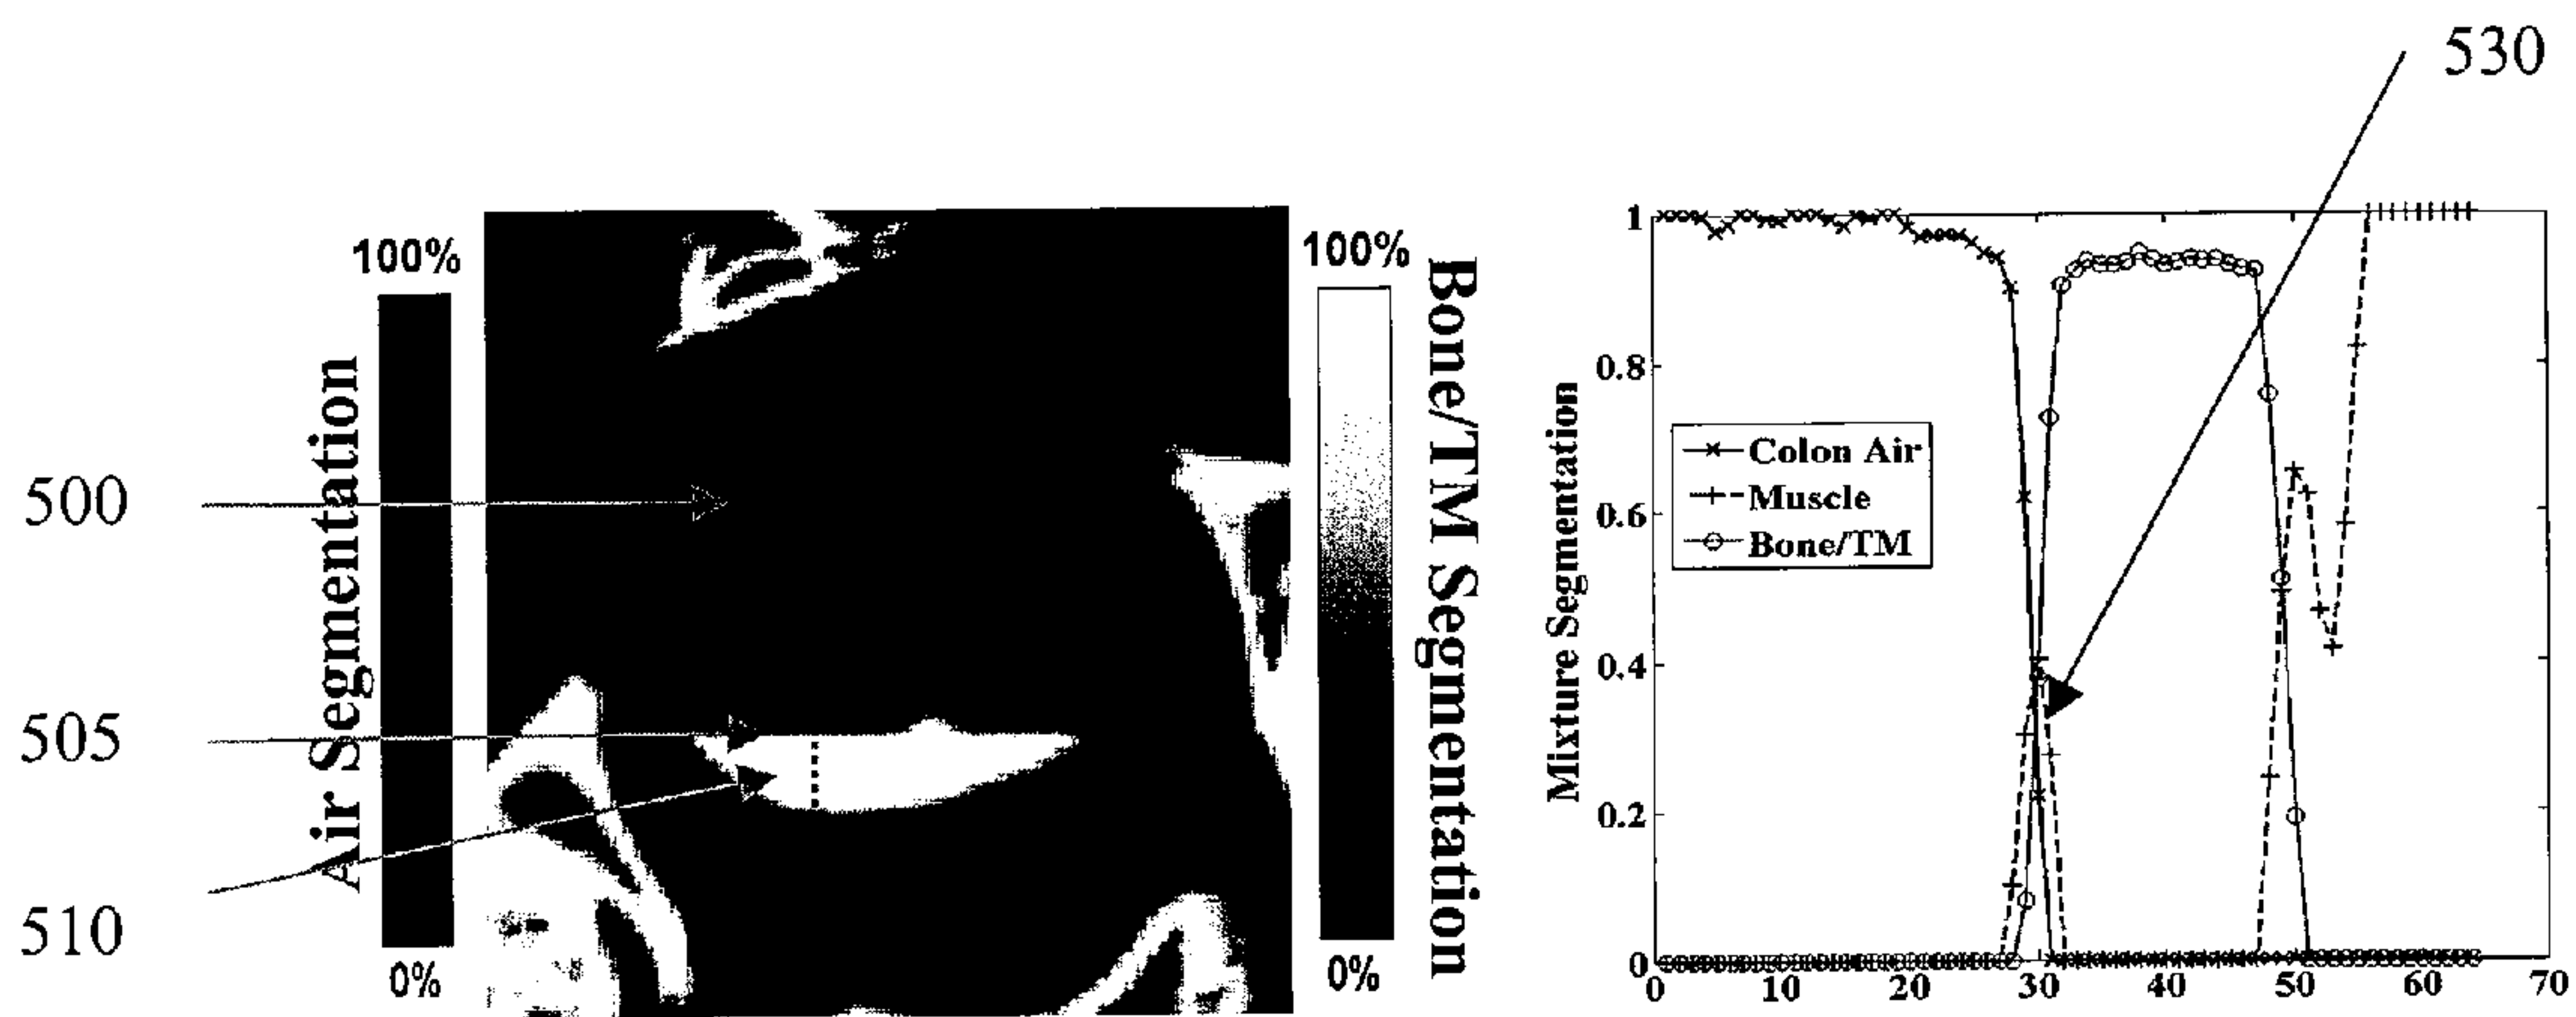 530
100%
Air Segmentation
0%
500
505
510
100%
Bone/TM Segmentation
0%
Mixture Segmentation
1
0.8
0.6
0.4
0.2
0
Colon Air
Muscle
Bone/TM
0 10 20 30 40 50 60 70